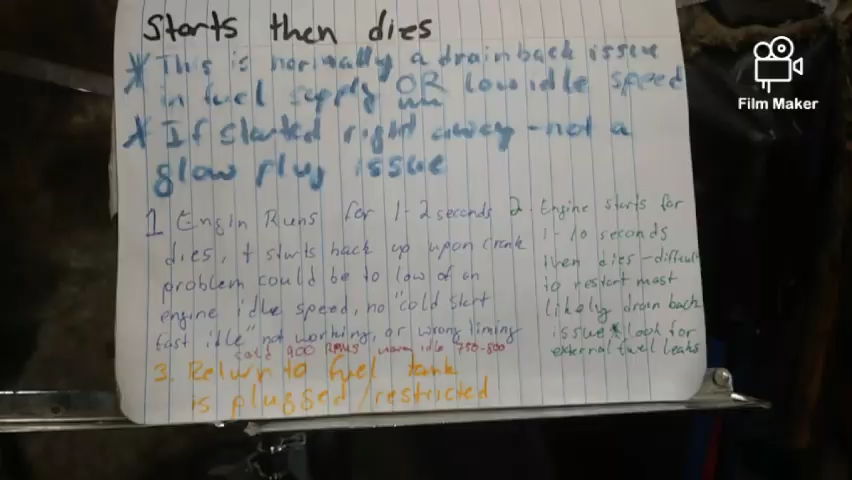 Starts then dies
* This is normally a drainback issue
in fuel supply OR low idle speed
* If started right away - not a
glow plug issue
1 Engin Runs for 1-2 seconds
dies, + starts back up upon crank
problem could be to low of an
engine idle speed, no "cold start
fast idle" not working, or wrong timing
cold 900 RPMS warm idle 750-800
2. Engine starts for
1-10 seconds
then dies - difficult
to restart most
likely drain back
issue * look for
external fuel leaks
3. Return to fuel tank
is plugged/restricted
Film Maker